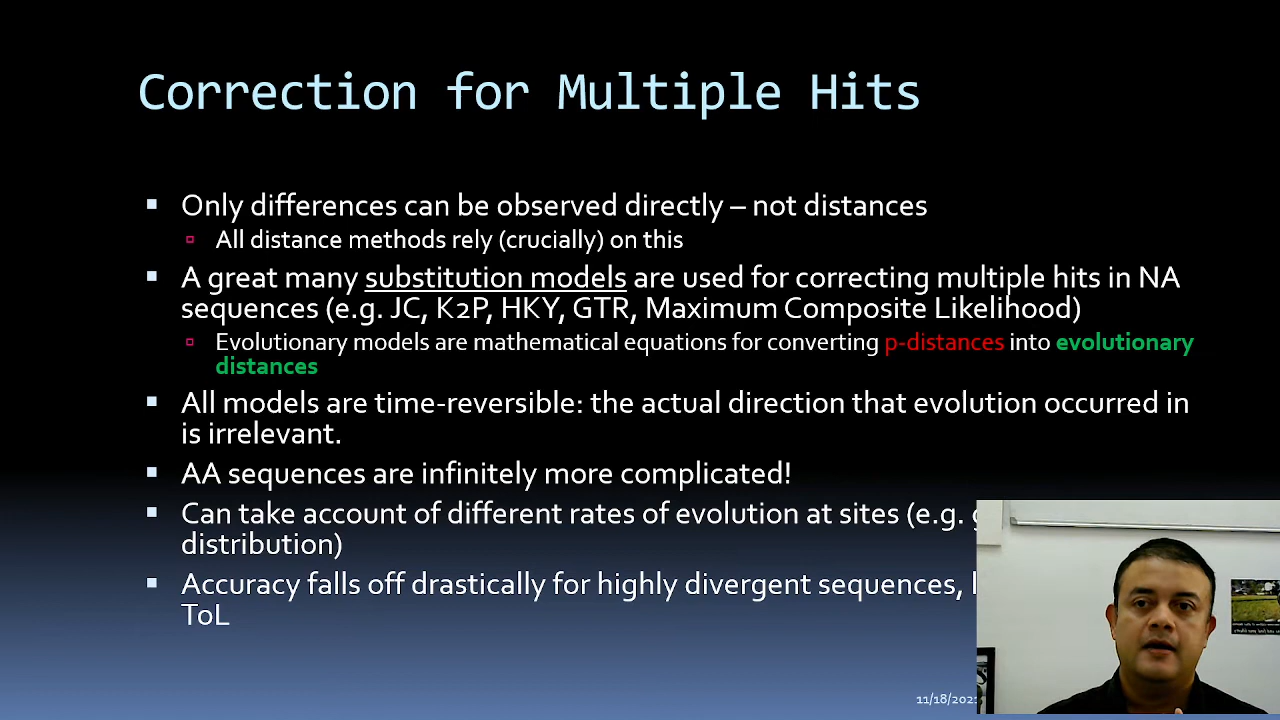 Correction for Multiple Hits
Only differences can be observed directly – not distances
All distance methods rely (crucially) on this
A great many substitution models are used for correcting multiple hits in NA
sequences (e.g. JC, K2P, HKY, GTR, Maximum Composite Likelihood)
Evolutionary models are mathematical equations for converting p-distances into evolutionary
distances
All models are time-reversible: the actual direction that evolution occurred in
is irrelevant.
AA sequences are infinitely more complicated!
Can take account of different rates of evolution at sites (e.g.
distribution)
Accuracy falls off drastically for highly divergent sequences,
ToL